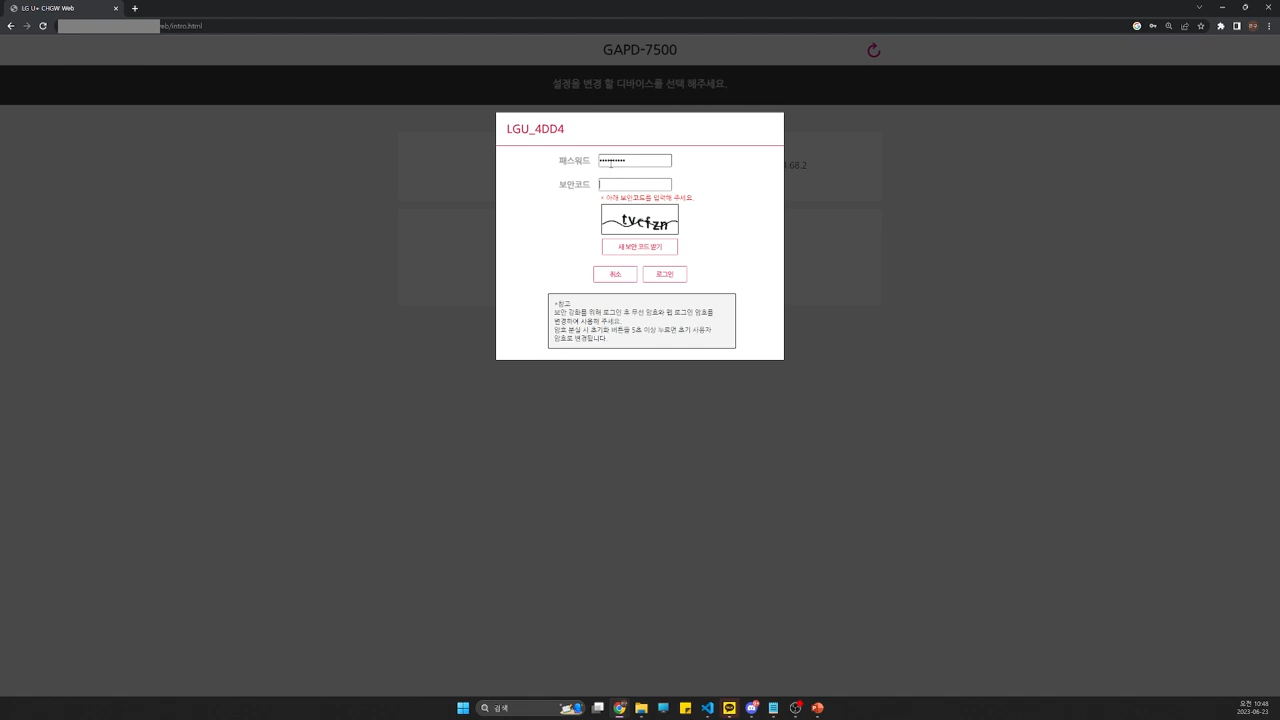 LG U+ CHGW Web
eb/intro.html
GAPD-7500
설정을 변경 할 디바이스를 선택 해주세요.
LGU_4DD4
패스워드
.68.2
보안코드
* 아래 보안코드를 입력해 주세요.
tvcfzn
새 보안 코드 받기
취소
로그인
*참고
보안 강화를 위해 로그인 후 무선 암호와 웹 로그인 암호를
변경하여 사용해 주세요.
암호 분실 시 초기화 버튼을 5초 이상 누르면 초기 사용자
암호로 변경됩니다.
검색
오전 10:48
2023-06-23